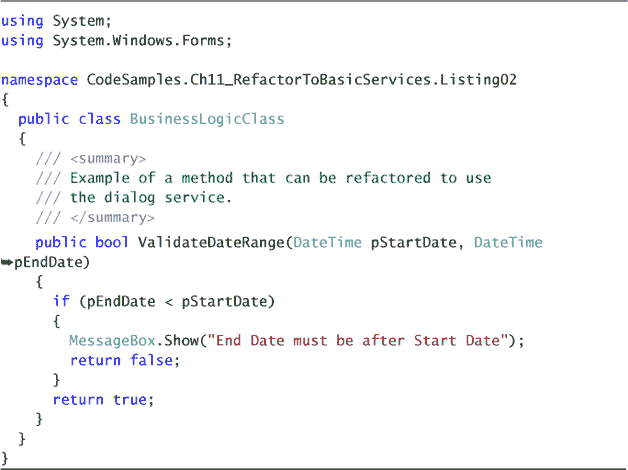 using System;
using System.Windows.Forms;

namespace CodeSamples.Ch11_RefactorToBasicServices.Listing02
{
  public class BusinessLogicClass
  {
    /// <summary>
    /// Example of a method that can be refactored to use
    /// the dialog service.
    /// </summary>
    public bool ValidateDateRange(DateTime pStartDate, DateTime
➥pEndDate)
    {
      if (pEndDate < pStartDate)
      {
        MessageBox.Show("End Date must be after Start Date");
        return false;
      }
      return true;
    }
  }
}